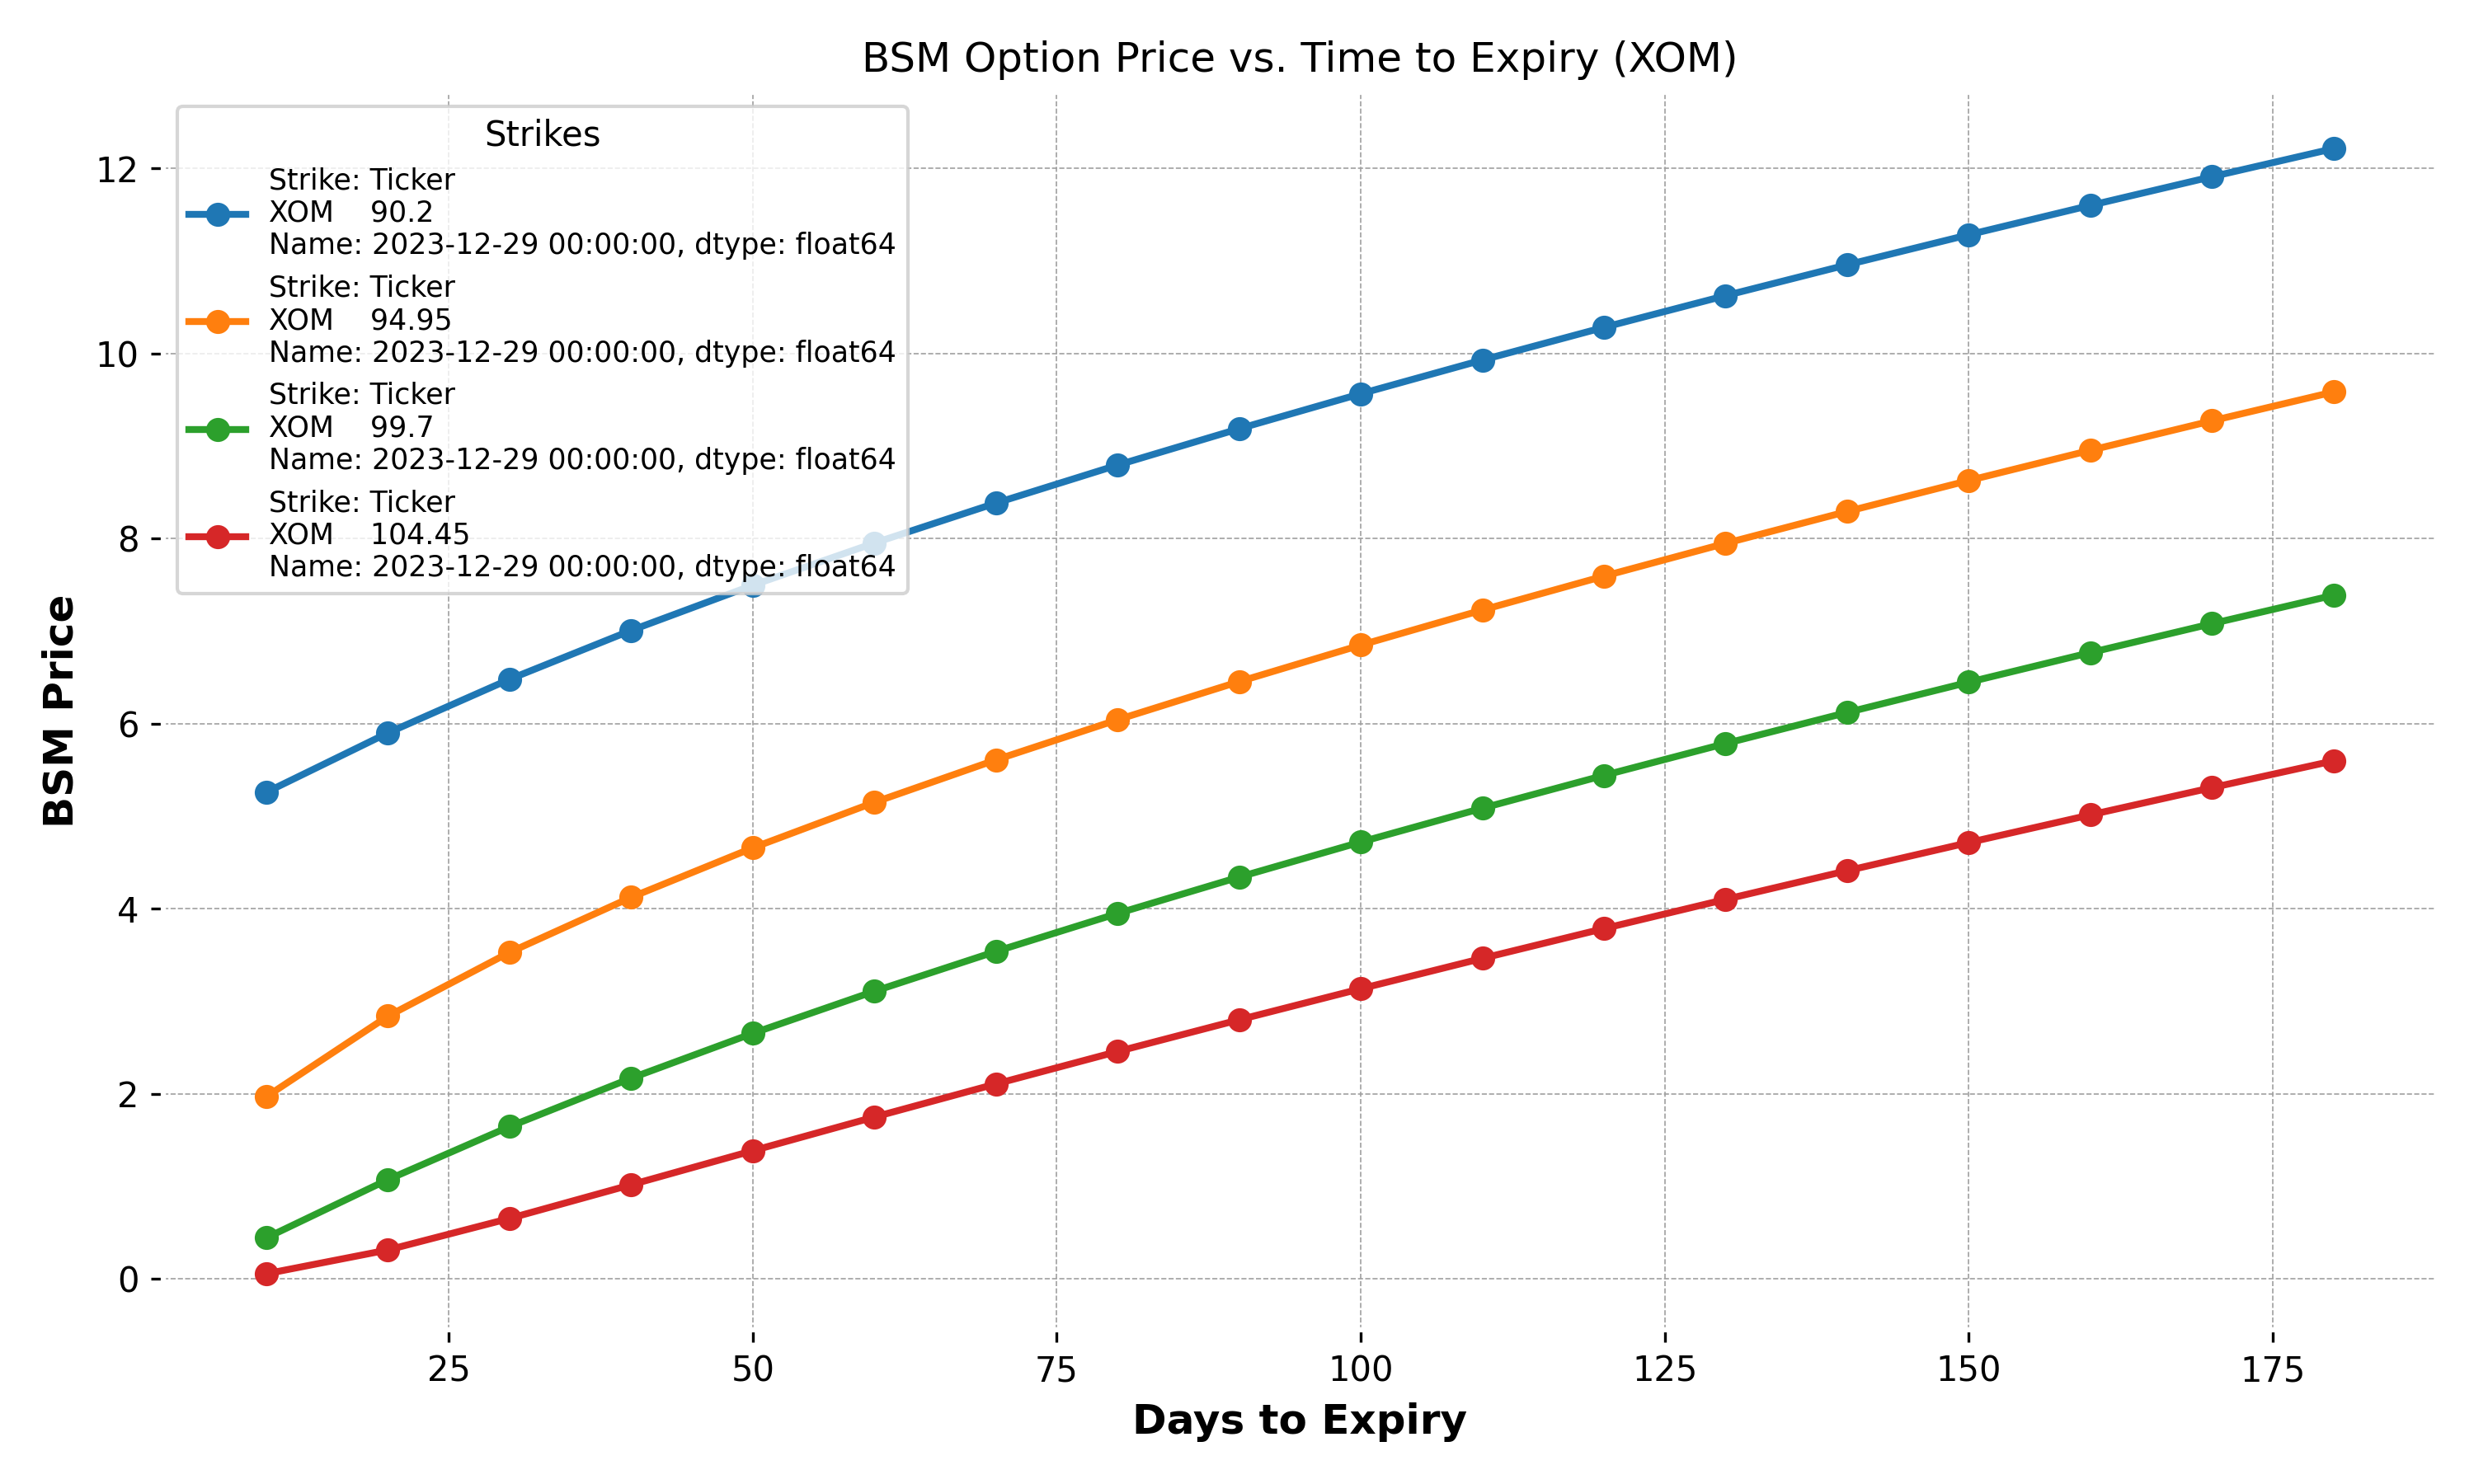 BSM Option Price vs. Time to Expiry (XOM)
Strikes
Strike: Ticker
XOM    90.2
Name: 2023-12-29 00:00:00, dtype: float64
Strike: Ticker
XOM    94.95
Name: 2023-12-29 00:00:00, dtype: float64
Strike: Ticker
XOM    99.7
Name: 2023-12-29 00:00:00, dtype: float64
Strike: Ticker
XOM    104.45
Name: 2023-12-29 00:00:00, dtype: float64
BSM Price
12
10
8
6
4
2
0
25 50 75 100 125 150 175
Days to Expiry